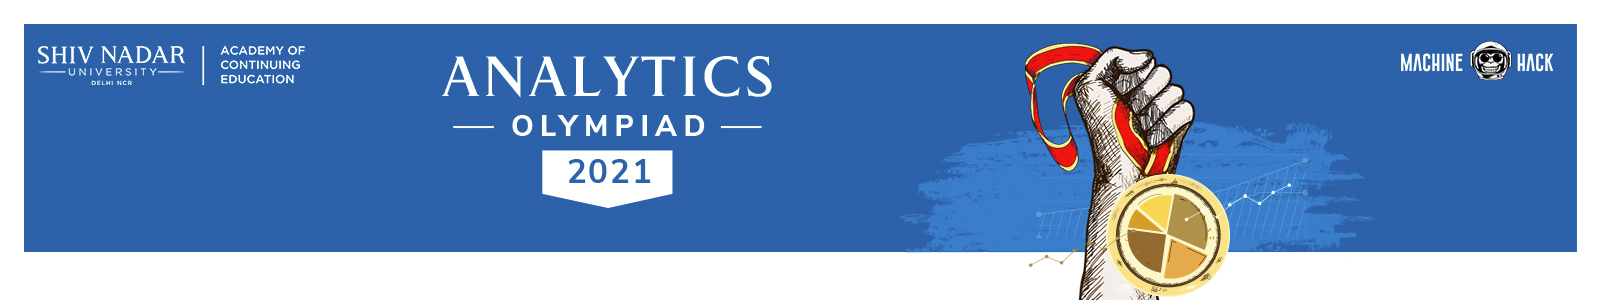 SHIV NADAR
UNIVERSITY
DELHI NCR
ACADEMY OF
CONTINUING
EDUCATION
ANALYTICS
OLYMPIAD
2021
MACHINE HACK